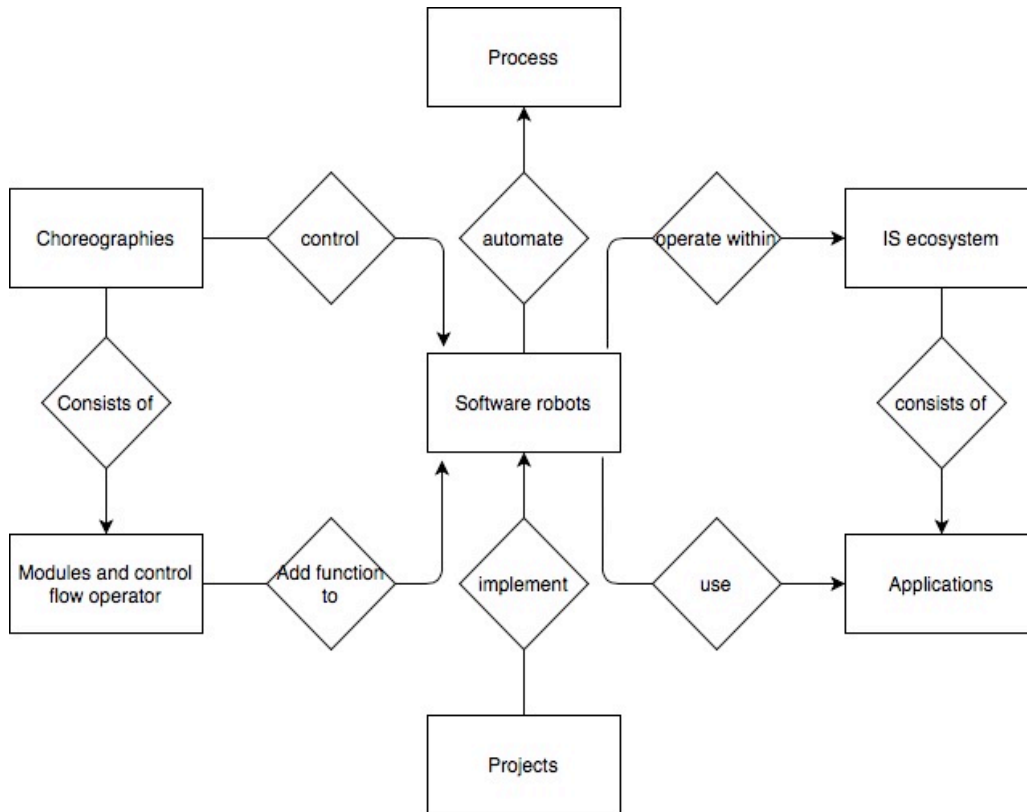 Process
Choreographies
control
automate
operate within
IS ecosystem
Consists of
Software robots
consists of
Modules and control
flow operator
Add function
to
implement
use
Applications
Projects